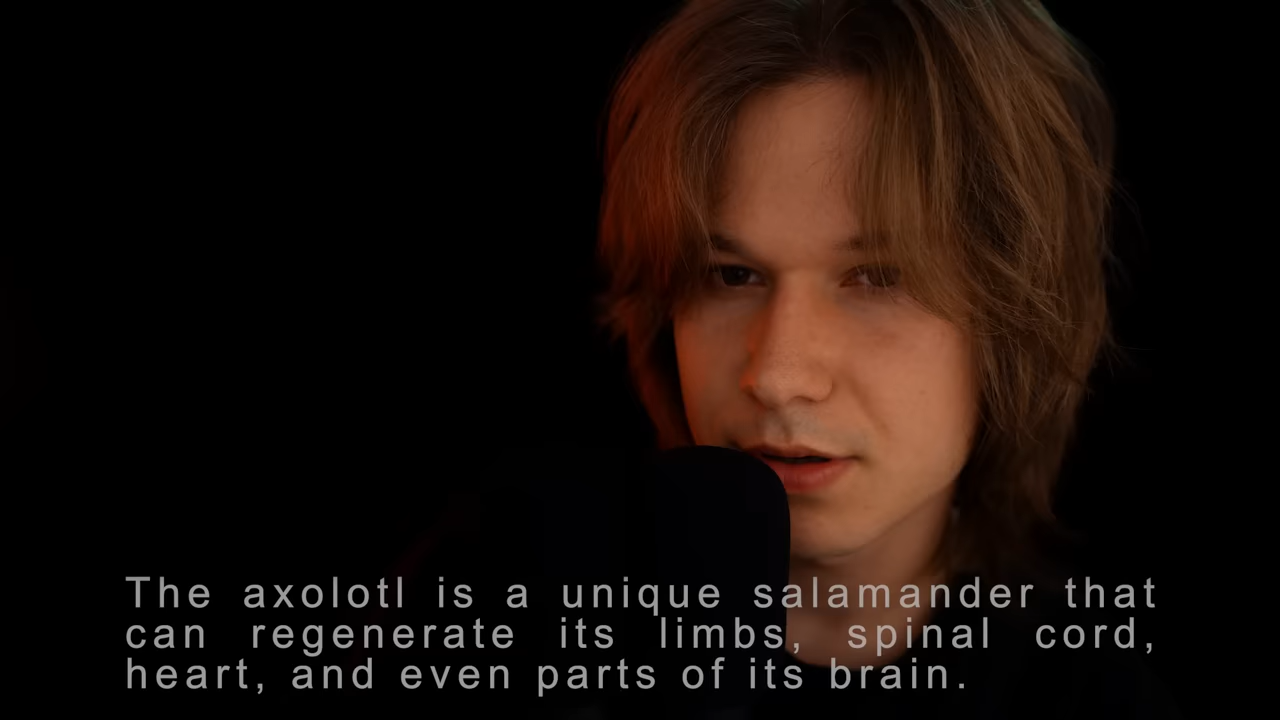 The axolotl is a unique salamander that
can regenerate its limbs, spinal cord,
heart, and even parts of its brain.